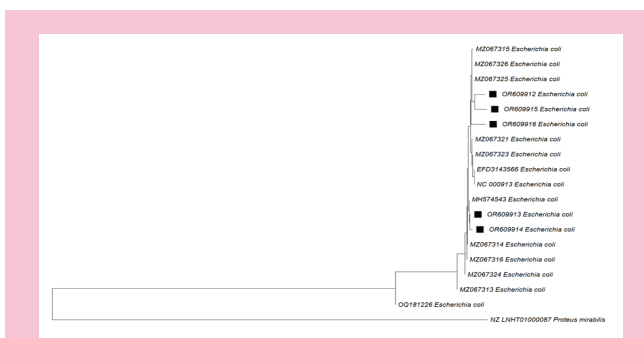 MZ067315 Escherichia coli
MZ067326 Escherichia coli
MZ067325 Escherichia coli
OR609912 Escherichia coli
OR609915 Escherichia coli
OR609916 Escherichia coli
MZ067321 Escherichia coli
MZ067323 Escherichia coli
EFD3143566 Escherichia coli
NC 000913 Escherichia coli
MH574543 Escherichia coli
OR609913 Escherichia coli
OR609914 Escherichia coli
MZ067314 Escherichia coli
MZ067316 Escherichia coli
MZ067324 Escherichia coli
MZ067313 Escherichia coli
OQ181226 Escherichia coli
NZ LNHT01000087 Proteus mirabilis